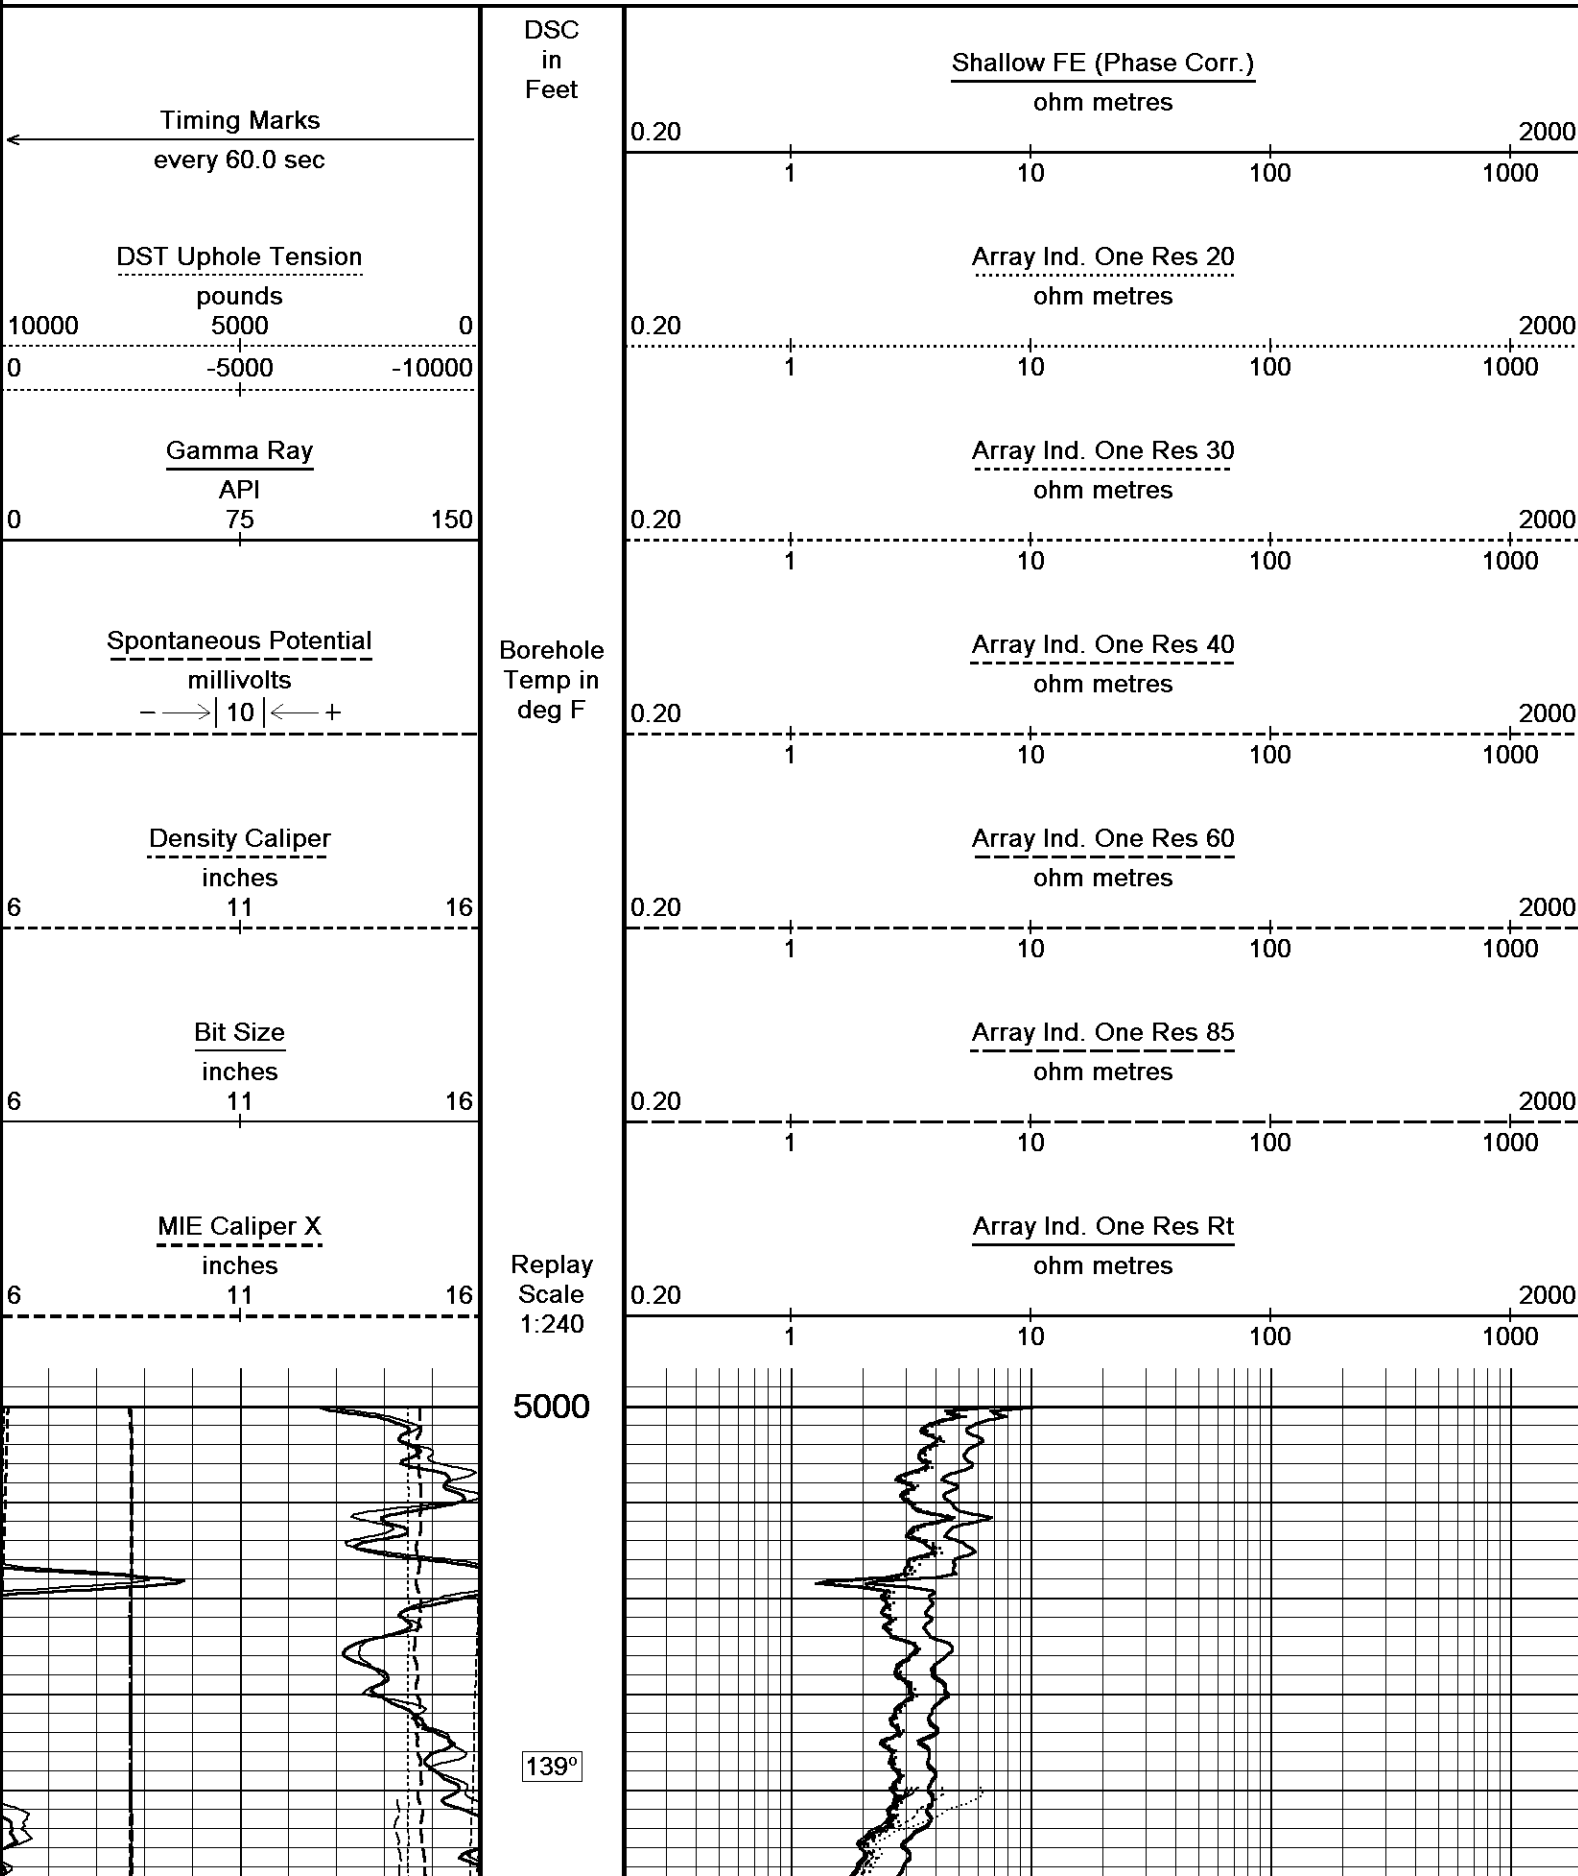 Timing Marks
every 60.0 sec
DST Uphole Tension
pounds
10000 5000 0
0 -5000 -10000
Gamma Ray
API
0 75 150
Spontaneous Potential
millivolts
− 10 +
Density Caliper
inches
6 11 16
Bit Size
inches
6 11 16
MIE Caliper X
inches
6 11 16
DSC
in
Feet
Borehole
Temp in
deg F
Replay
Scale
1:240
5000
139º
Shallow FE (Phase Corr.)
ohm metres
0.20 2000
1 10 100 1000
Array Ind. One Res 20
ohm metres
0.20 2000
1 10 100 1000
Array Ind. One Res 30
ohm metres
0.20 2000
1 10 100 1000
Array Ind. One Res 40
ohm metres
0.20 2000
1 10 100 1000
Array Ind. One Res 60
ohm metres
0.20 2000
1 10 100 1000
Array Ind. One Res 85
ohm metres
0.20 2000
1 10 100 1000
Array Ind. One Res Rt
ohm metres
0.20 2000
1 10 100 1000